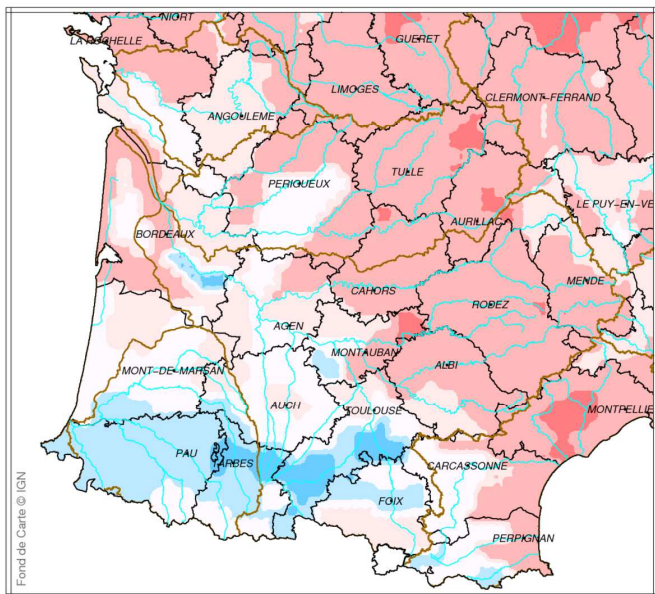 NIORT
LA ROCHELLE
GUERET
LIMOGES
CLERMONT-FERRAND
ANGOULEME
TULLE
PERIGUEUX
LE PUY-EN-VE
AURILLAC
BORDEAUX
MENDE
CAHORS
RODEZ
AGEN
MONTAUBAN
ALBI
MONT-DE-MARSAN
AUCH
TOULOUSE
MONTPELLIE
PAU
TARBES
CARCASSONNE
FOIX
PERPIGNAN
Fond de Carte © IGN